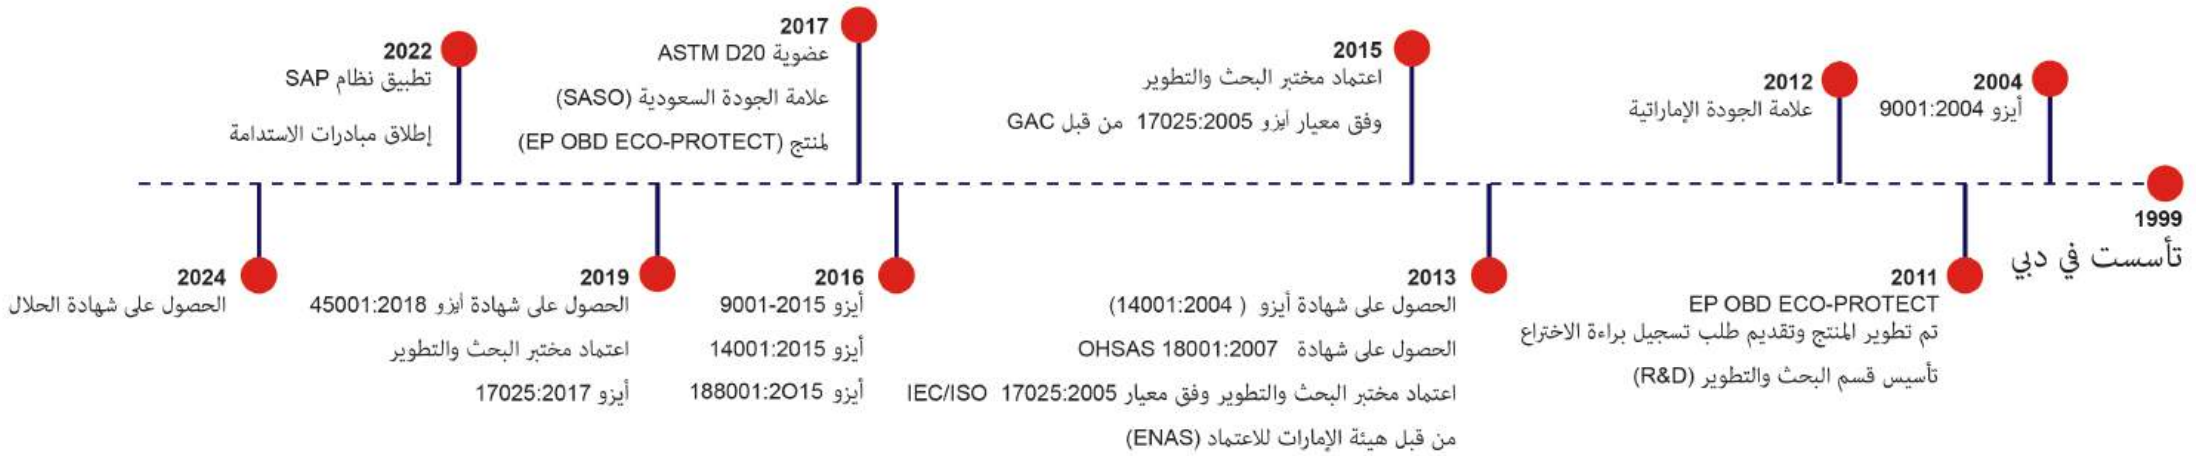 1999
تأسست في دبي
2004
أيزو 9001:2004
2011
EP OBD ECO-PROTECT
تم تطوير المنتج وتقديم طلب تسجيل براءة الاختراع
تأسيس قسم البحث والتطوير (R&D)
2012
علامة الجودة الإماراتية
2013
الحصول على شهادة أيزو ( 14001:2004)
الحصول على شهادة OHSAS 18001:2007
اعتماد مختبر البحث والتطوير وفق معيار IEC/ISO 17025:2005
من قبل هيئة الإمارات للاعتماد (ENAS)
2015
اعتماد مختبر البحث والتطوير
وفق معيار أيزو 17025:2005 من قبل GAC
2016
أيزو 9001-2015
أيزو 14001:2015
أيزو 188001:2O15
2017
عضوية ASTM D20
علامة الجودة السعودية (SASO)
لمنتج (EP OBD ECO-PROTECT)
2019
الحصول على شهادة أيزو 45001:2018
اعتماد مختبر البحث والتطوير
أيزو 17025:2017
2022
تطبيق نظام SAP
إطلاق مبادرات الاستدامة
2024
الحصول على شهادة الحلال